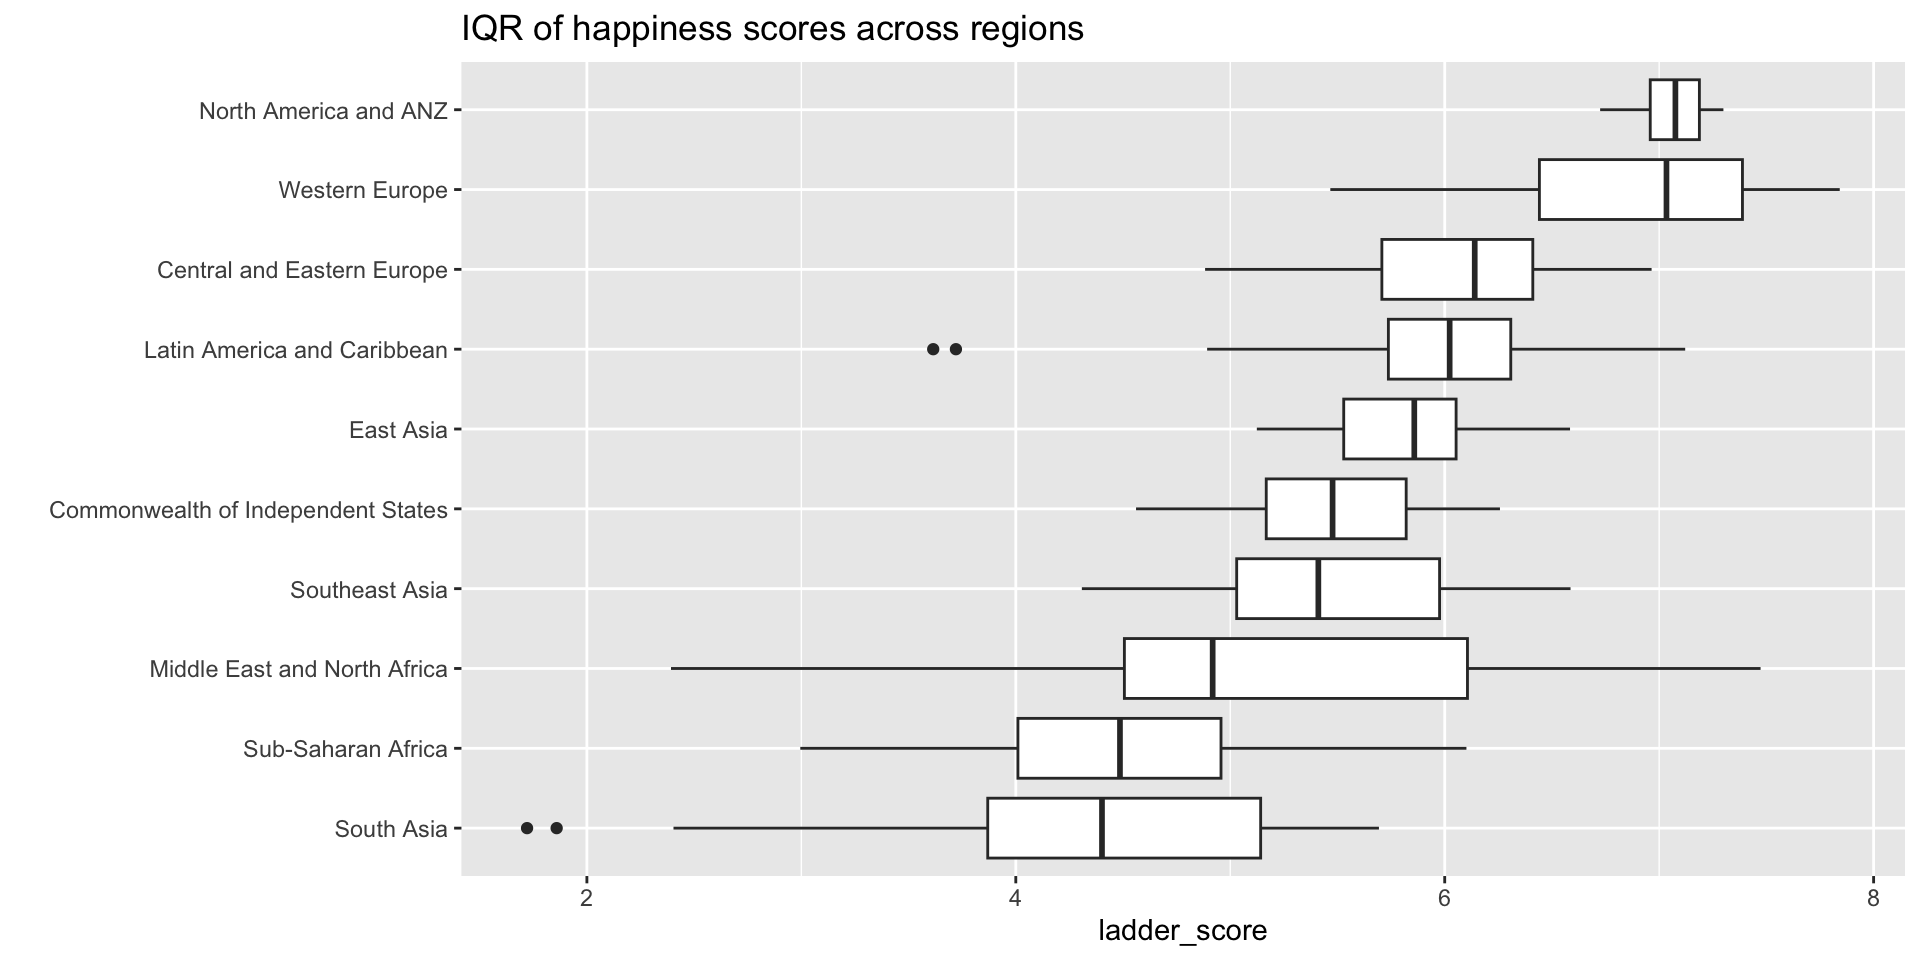 IQR of happiness scores across regions
North America and ANZ
Western Europe
Central and Eastern Europe
Latin America and Caribbean
East Asia
Commonwealth of Independent States
Southeast Asia
Middle East and North Africa
Sub-Saharan Africa
South Asia
2 4 6 8
ladder_score